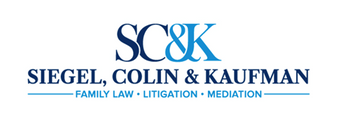 SC&K
SIEGEL, COLIN & KAUFMAN
FAMILY LAW • LITIGATION • MEDIATION